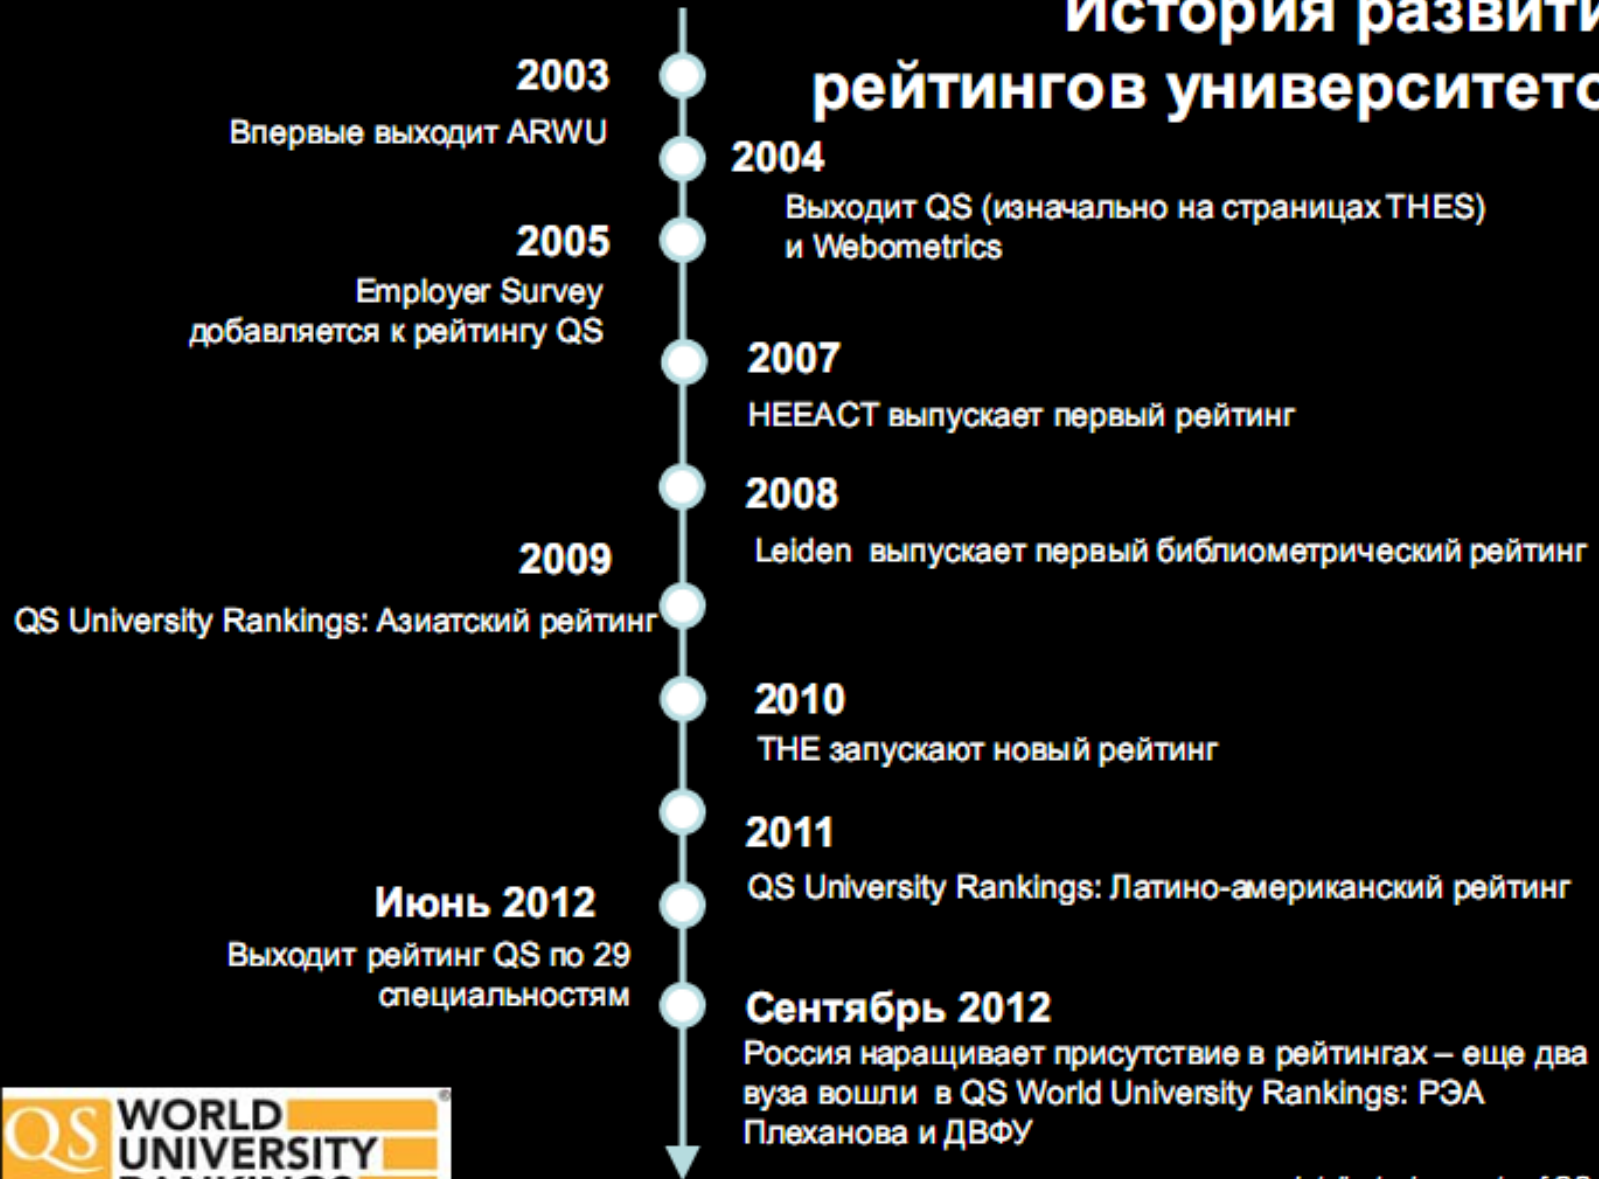 История развити
рейтингов университето
2003
Впервые выходит ARWU
2004
Выходит QS (изначально на страницах THES)
и Webometrics
2005
Employer Survey
добавляется к рейтингу QS
2007
HEEACT выпускает первый рейтинг
2008
Leiden выпускает первый библиометрический рейтинг
2009
QS University Rankings: Азиатский рейтинг
2010
THE запускают новый рейтинг
2011
QS University Rankings: Латино-американский рейтинг
Июнь 2012
Выходит рейтинг QS по 29
специальностям
Сентябрь 2012
Россия наращивает присутствие в рейтингах – еще два
вуза вошли в QS World University Rankings: РЭА
Плеханова и ДВФУ
QS WORLD
UNIVERSITY
RANKINGS